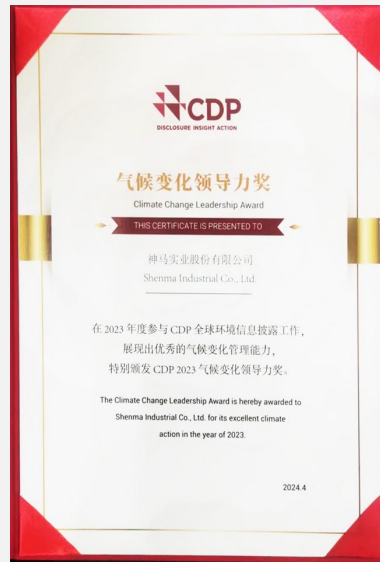 CDP
DISCLOSURE INSIGHT ACTION
气候变化领导力奖
Climate Change Leadership Award
THIS CERTIFICATE IS PRESENTED TO
神马实业股份有限公司
Shenma Industrial Co., Ltd.
在 2023 年度参与 CDP 全球环境信息披露工作，
展现出优秀的气候变化管理能力，
特别颁发 CDP 2023 气候变化领导力奖。
The Climate Change Leadership Award is hereby awarded to
Shenma Industrial Co., Ltd. for its excellent climate
action in the year of 2023.
2024.4